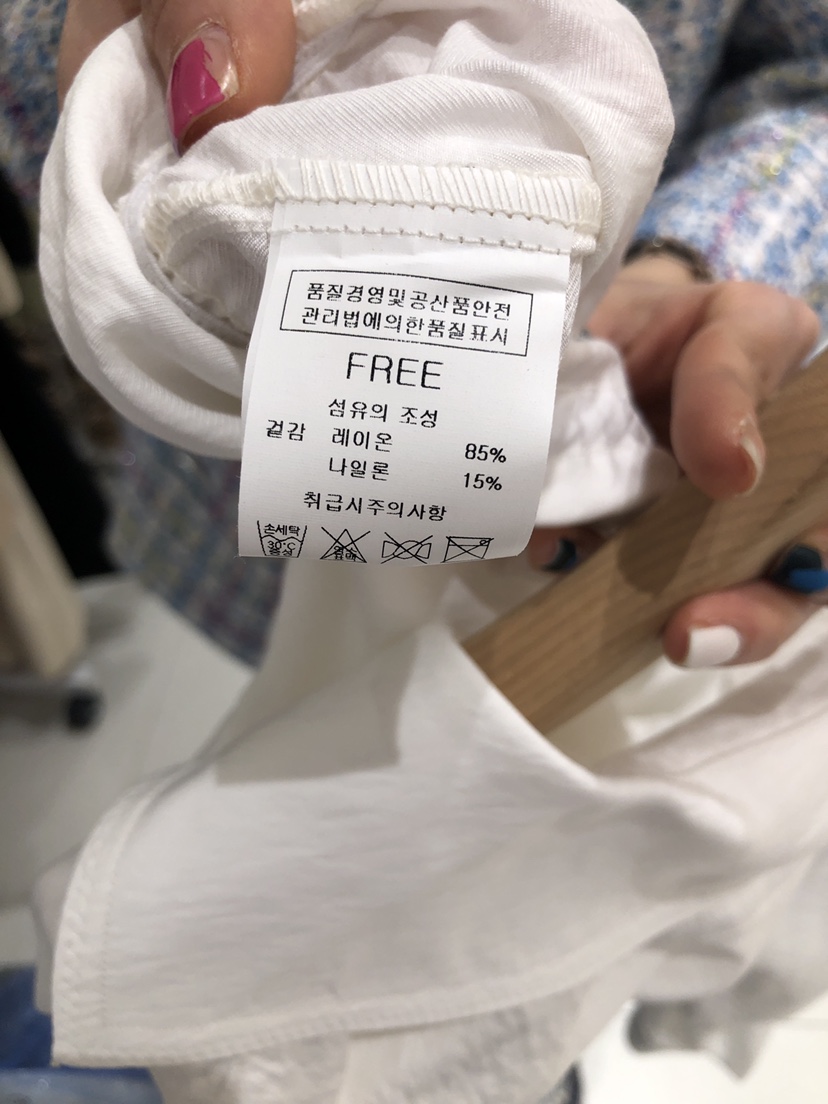 품질경영및공산품안전
관리법에의한품질표시
FREE
섬유의 조성
겉감 레이온 85%
나일론 15%
취급시주의사항
손세탁
30°C
중성
염소